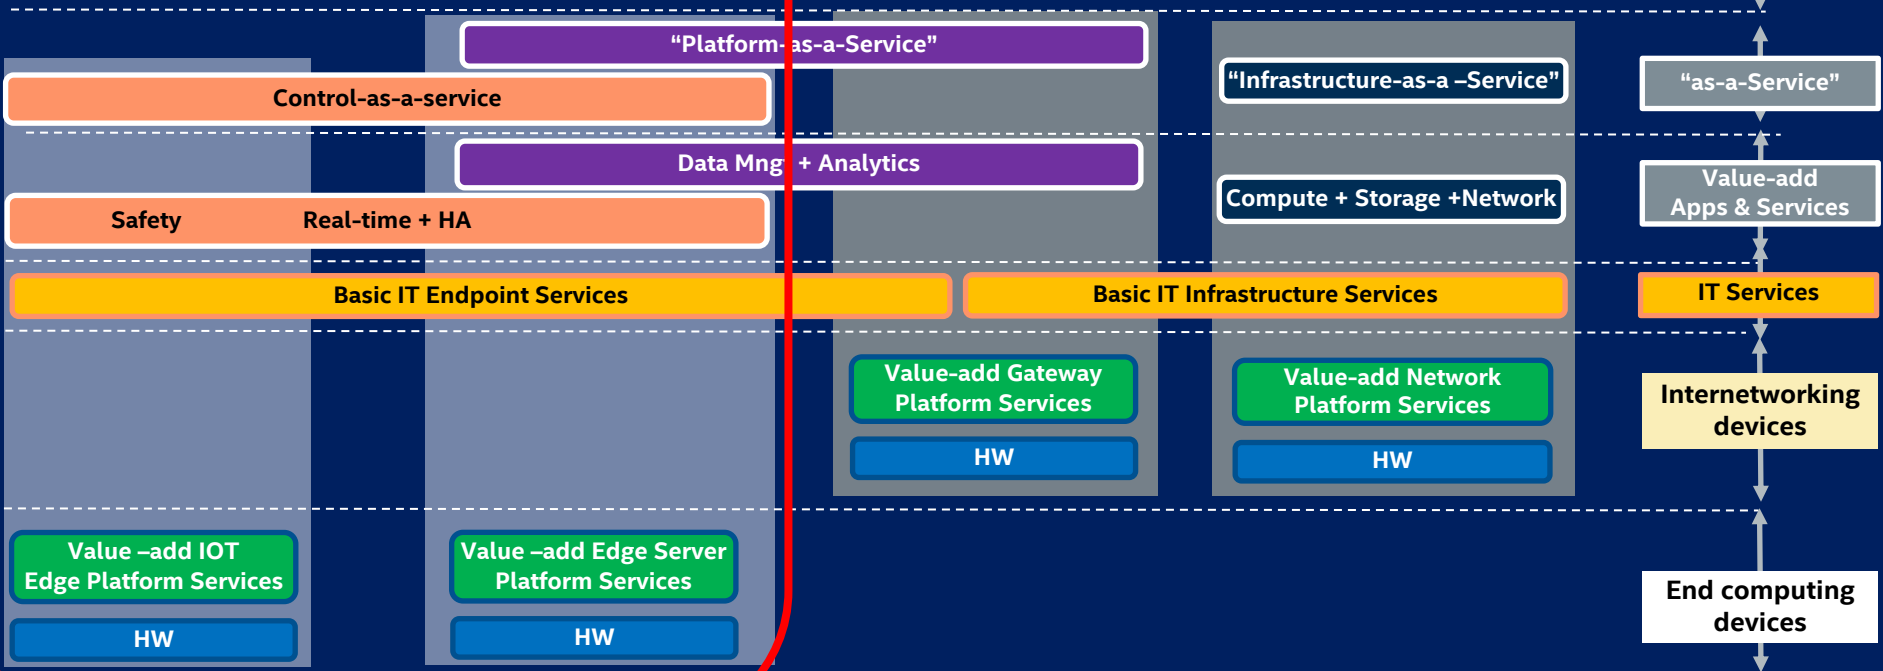 “Platform-as-a-Service”
“Infrastructure-as-a –Service”
“as-a-Service”
Control-as-a-service
Data Mng + Analytics
Value-add
Apps & Services
Compute + Storage +Network
Safety Real-time + HA
Basic IT Endpoint Services
Basic IT Infrastructure Services
IT Services
Value-add Gateway
Platform Services
Value-add Network
Platform Services
Internetworking
devices
HW
HW
Value –add IOT
Edge Platform Services
Value –add Edge Server
Platform Services
End computing
devices
HW
HW